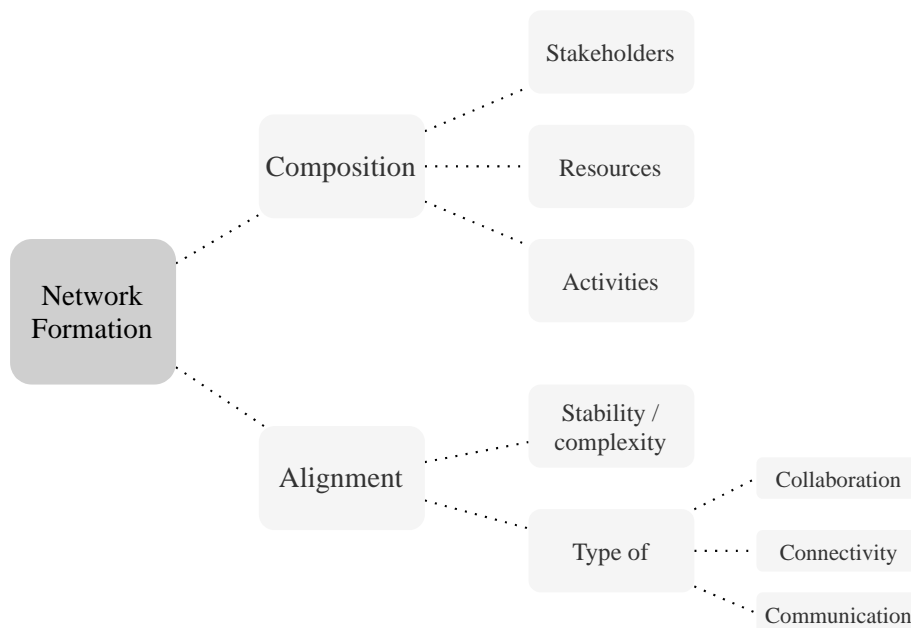 Stakeholders
Composition
Resources
Activities
Network
Formation
Stability /
complexity
Alignment
Type of
Collaboration
Connectivity
Communication